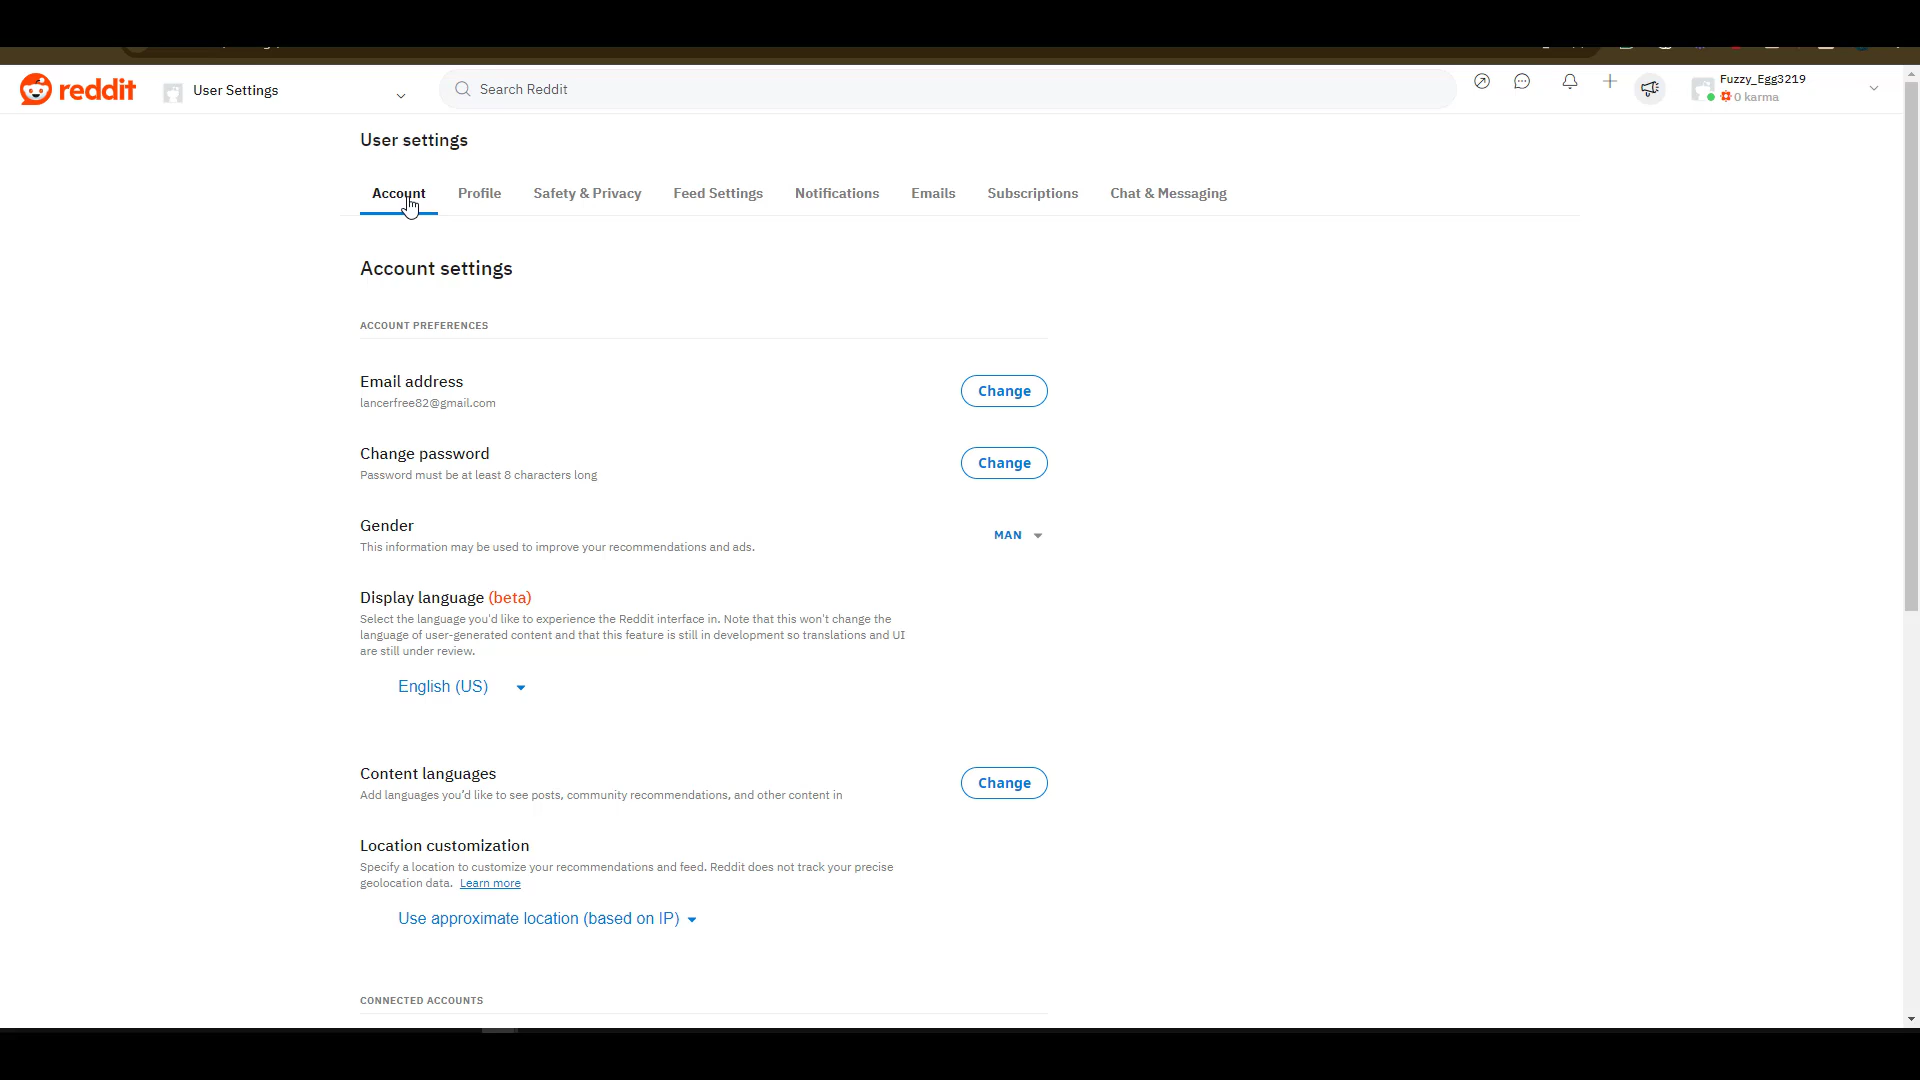 reddit
User Settings
Search Reddit
Fuzzy_Egg3219
0 karma
User settings
Account
Profile
Safety & Privacy
Feed Settings
Notifications
Emails
Subscriptions
Chat & Messaging
Account settings
ACCOUNT PREFERENCES
Email address
lancerfree82@gmail.com
Change
Change password
Password must be at least 8 characters long
Change
Gender
This information may be used to improve your recommendations and ads.
MAN
Display language (beta)
Select the language you'd like to experience the Reddit interface in. Note that this won't change the
language of user-generated content and that this feature is still in development so translations and UI
are still under review.
English (US)
Content languages
Add languages you'd like to see posts, community recommendations, and other content in
Change
Location customization
Specify a location to customize your recommendations and feed. Reddit does not track your precise
geolocation data. Learn more
Use approximate location (based on IP)
CONNECTED ACCOUNTS